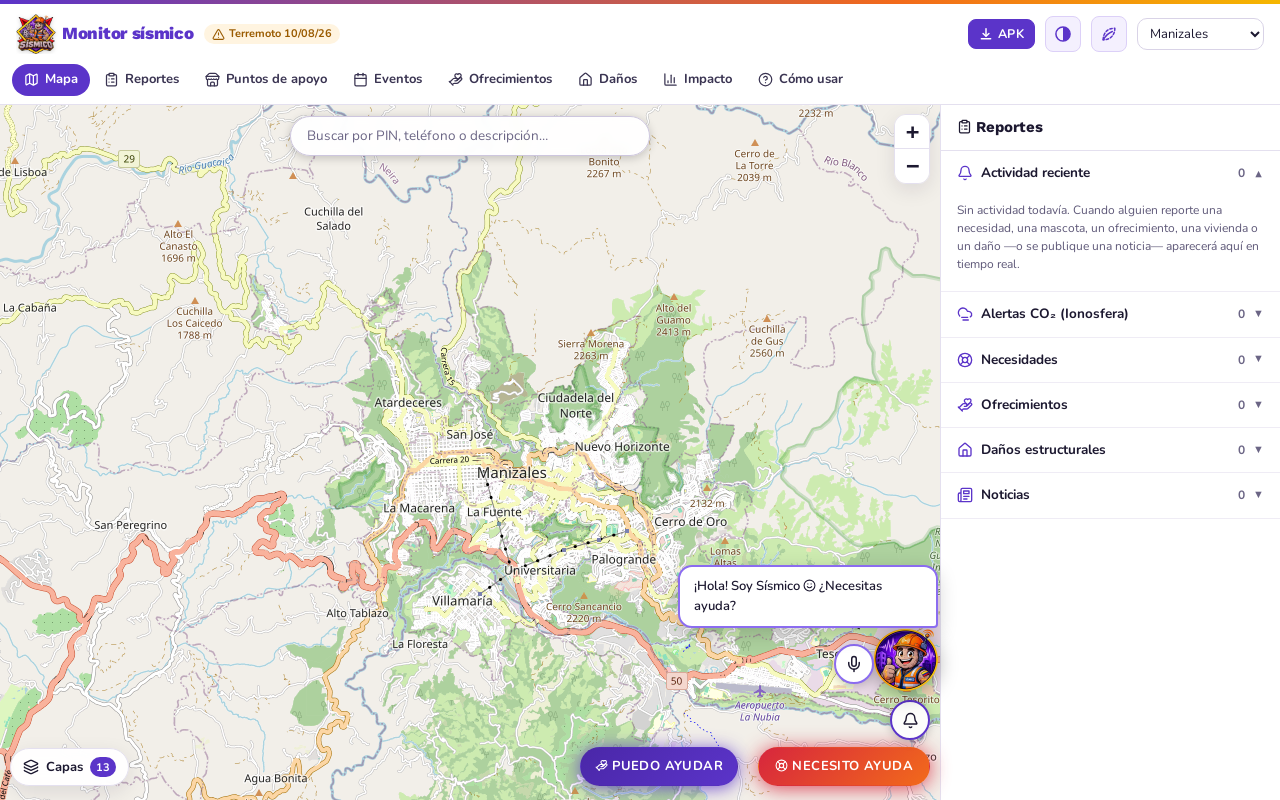 Monitor sísmico
Terremoto 10/08/26
APK
Manizales
Mapa
Reportes
Puntos de apoyo
Eventos
Ofrecimientos
Daños
Impacto
Cómo usar
Buscar por PIN, teléfono o descripción...
+
−
2232 m
29
de Lisboa
Río Guacaica
Neira
Bonito
2267 m
Cerro de
La Torre
2039 m
Río Blanco
Cuchilla del
Salado
Alto El
Canasto
1696 m
La Cabaña
Cuchilla
Los Caicedo
1788 m
Alto del
Guamo
2413 m
Cuchilla
de Gus
2560 m
Sierra Morena
2263 m
Carrera 15
Atardeceres
Ciudadela del
Norte
San José
Nuevo Horizonte
Carrera 20
Manizales
2132 m
La Macarena
La Fuente
Cerro de Oro
San Peregrino
Lomas
Altas
Palogrande
Universitaria
Villamaría
Cerro Sancancio
2220 m
Alto Tablazo
La Floresta
50
Aeropuerto
La Nubia
Cerro Tesorito
Agua Bonita
¡Hola! Soy Sísmico ¿Necesitas
ayuda?
Capas 13
PUEDO AYUDAR
NECESITO AYUDA
Reportes
Actividad reciente 0 ▲
Sin actividad todavía. Cuando alguien reporte una
necesidad, una mascota, un ofrecimiento, una vivienda o
un daño —o se publique una noticia— aparecerá aquí en
tiempo real.
Alertas CO₂ (Ionosfera) 0 ▼
Necesidades 0 ▼
Ofrecimientos 0 ▼
Daños estructurales 0 ▼
Noticias 0 ▼